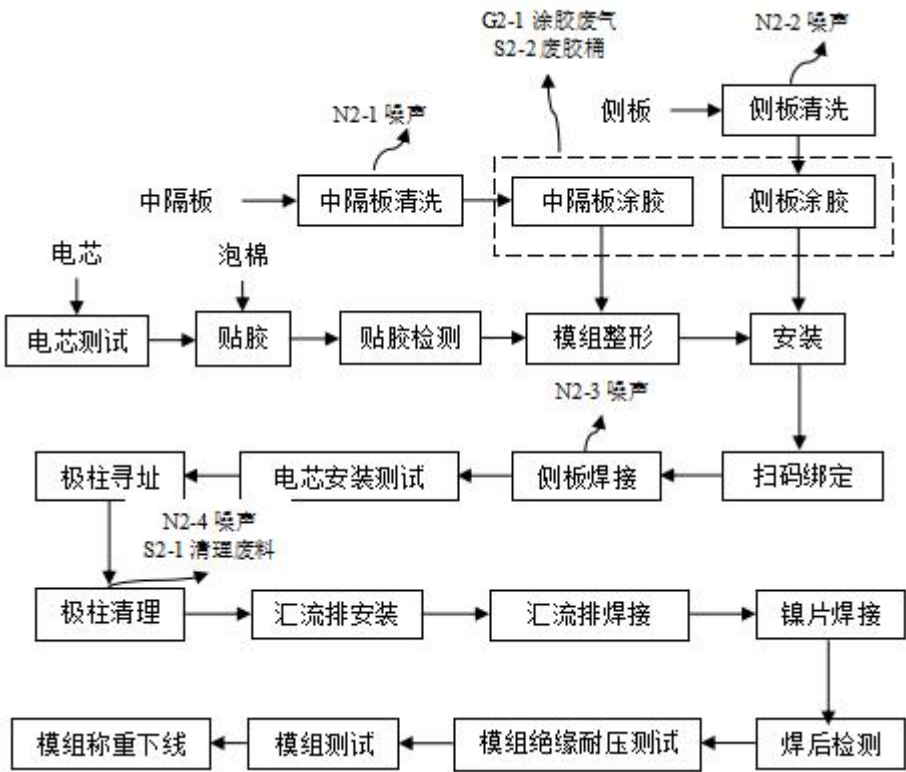 G2-1 涂胶废气
S2-2 废胶桶
N2-2 噪声
N2-1 噪声
侧板
侧板清洗
中隔板
中隔板清洗
中隔板涂胶
侧板涂胶
电芯
泡棉
电芯测试
贴胶
贴胶检测
模组整形
安装
N2-3 噪声
极柱寻址
电芯安装测试
侧板焊接
扫码绑定
N2-4 噪声
S2-1 清理废料
极柱清理
汇流排安装
汇流排焊接
镍片焊接
模组称重下线
模组测试
模组绝缘耐压测试
焊后检测